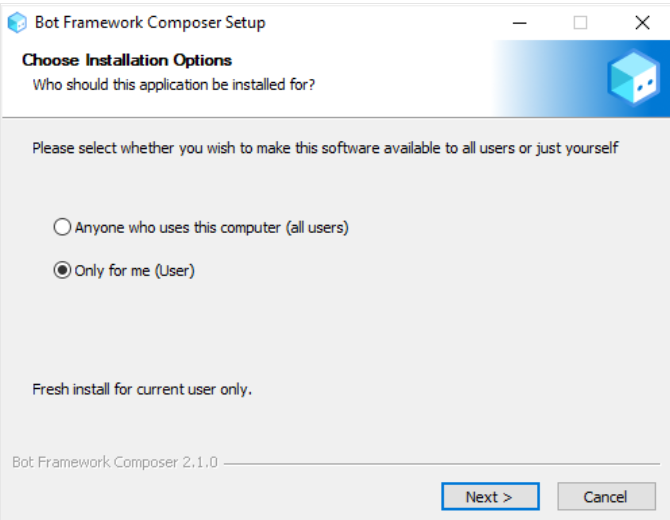 Bot Framework Composer Setup
Choose Installation Options
Who should this application be installed for?
Please select whether you wish to make this software available to all users or just yourself
Anyone who uses this computer (all users)
Only for me (User)
Fresh install for current user only.
Bot Framework Composer 2.1.0
Next >
Cancel